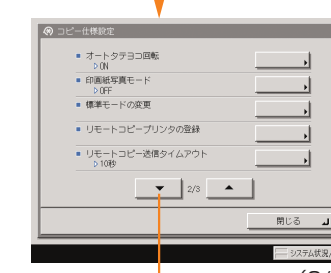 コピー仕様設定
オートタテヨコ回転
ON
印画紙写真モード
OFF
標準モードの変更
リモートコピープリンタの登録
リモートコピー送信タイムアウト
10秒
2/3
閉じる
システム状況